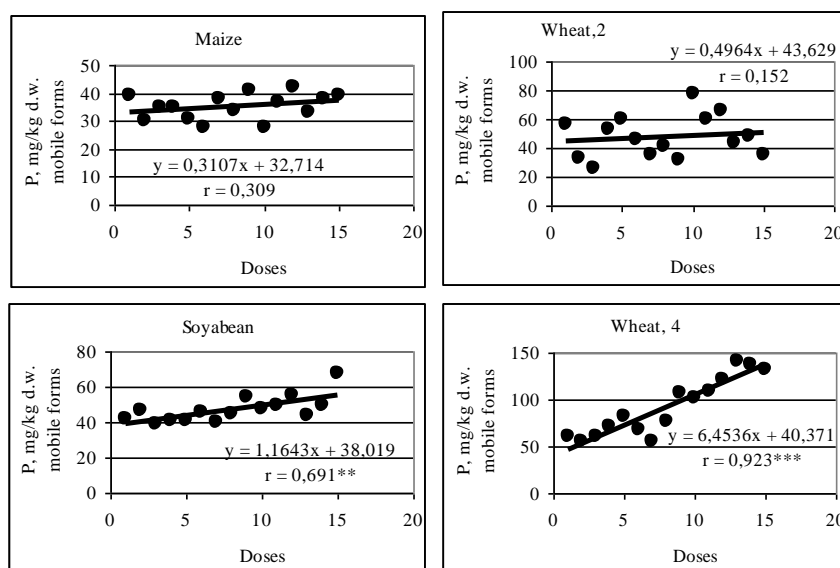 Maize
P, mg/kg d.w.
mobile forms
50
40
30
20
10
0
y = 0,3107x + 32,714
r = 0,309
0 5 10 15 20
Doses
Wheat,2
y = 0,4964x + 43,629
r = 0,152
P, mg/kg d.w.
mobile forms
100
80
60
40
20
0
0 5 10 15 20
Doses
Soyabean
P, mg/kg d.w.
mobile forms
80
60
40
20
0
y = 1,1643x + 38,019
r = 0,691**
0 5 10 15 20
Doses
Wheat, 4
P, mg/kg d.w.
mobile forms
150
100
50
0
y = 6,4536x + 40,371
r = 0,923***
0 5 10 15 20
Doses